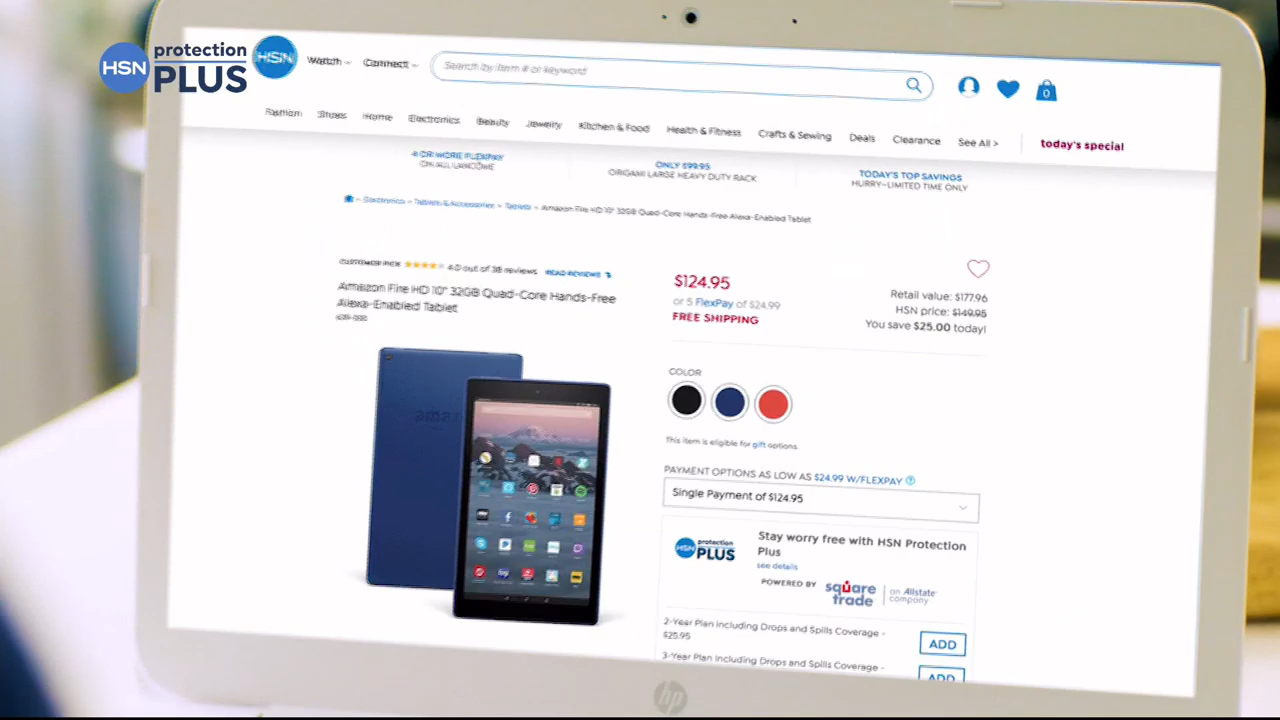 HSN protection PLUS
HSN
Watch
Connect
Search by item # or keyword
0
Fashion
Shoes
Home
Electronics
Beauty
Jewelry
Kitchen & Food
Health & Fitness
Crafts & Sewing
Deals
Clearance
See All >
today's special
4 OR MORE FLEXPAY
ON ALL LANCOME
ONLY $99.95
ORIGAMI LARGE HEAVY DUTY RACK
TODAY'S TOP SAVINGS
HURRY–LIMITED TIME ONLY
Electronics > Tablets & Accessories > Tablets > Amazon Fire HD 10" 32GB Quad-Core Hands-Free Alexa-Enabled Tablet
CUSTOMER PICK 4.0 out of 38 reviews READ REVIEWS
Amazon Fire HD 10" 32GB Quad-Core Hands-Free
Alexa-Enabled Tablet
$124.95
or 5 FlexPay of $24.99
FREE SHIPPING
Retail value: $177.96
HSN price: $149.95
You save $25.00 today!
COLOR
This item is eligible for gift options.
PAYMENT OPTIONS AS LOW AS $24.99 W/FLEXPAY ?
Single Payment of $124.95
HSN protection PLUS
Stay worry free with HSN Protection
Plus
see details
POWERED BY
square trade
an Allstate company
2-Year Plan Including Drops and Spills Coverage -
$25.95
ADD
3-Year Plan Including Drops and Spills Coverage -
ADD
hp